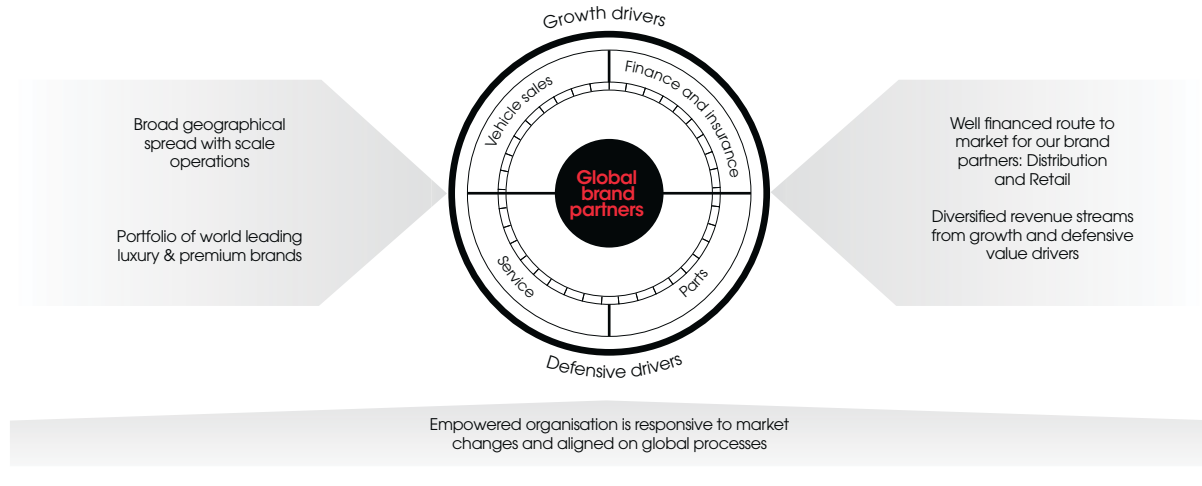 Growth drivers
Vehicle sales
Finance and insurance
Broad geographical
spread with scale
operations
Portfolio of world leading
luxury & premium brands
Global
brand
partners
Well financed route to
market for our brand
partners: Distribution
and Retail
Diversified revenue streams
from growth and defensive
value drivers
Service
Parts
Defensive drivers
Empowered organisation is responsive to market
changes and aligned on global processes